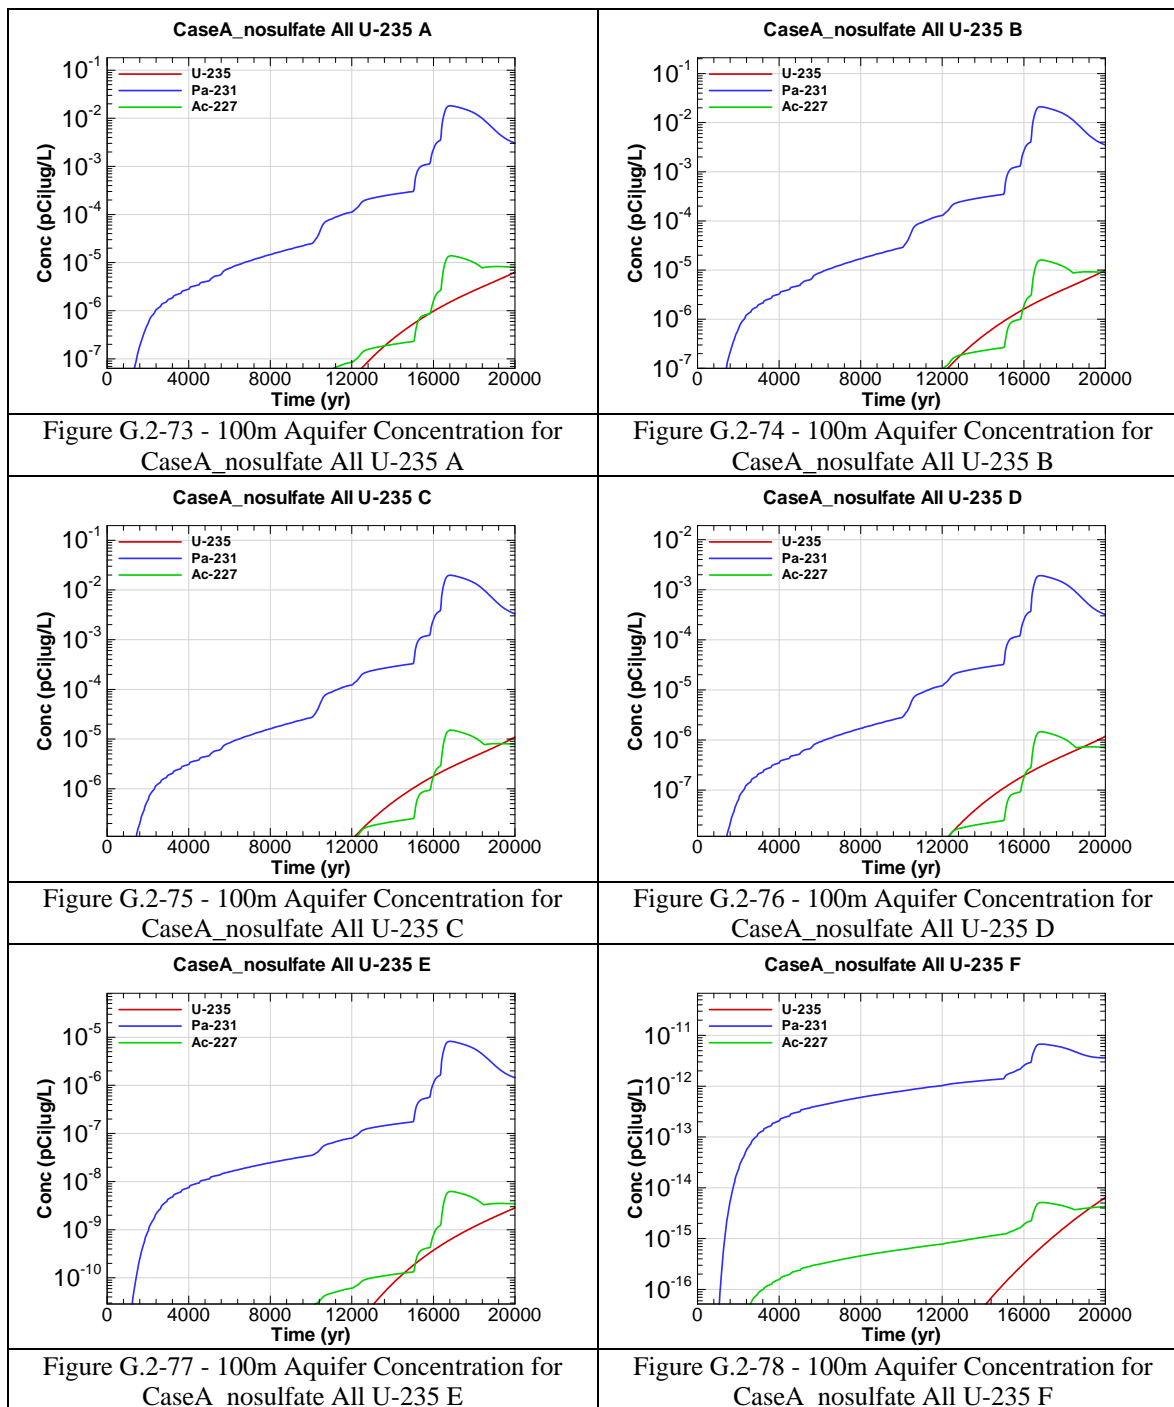 CaseA_nosulfate All U-235 A
U-235
Pa-231
Ac-227
Conc (pCi|ug/L)
10-1
10-2
10-3
10-4
10-5
10-6
10-7
0 4000 8000 12000 16000 20000
Time (yr)
Figure G.2-73 - 100m Aquifer Concentration for
CaseA_nosulfate All U-235 A
CaseA_nosulfate All U-235 B
U-235
Pa-231
Ac-227
Conc (pCi|ug/L)
10-1
10-2
10-3
10-4
10-5
10-6
10-7
0 4000 8000 12000 16000 20000
Time (yr)
Figure G.2-74 - 100m Aquifer Concentration for
CaseA_nosulfate All U-235 B
CaseA_nosulfate All U-235 C
U-235
Pa-231
Ac-227
Conc (pCi|ug/L)
10-1
10-2
10-3
10-4
10-5
10-6
0 4000 8000 12000 16000 20000
Time (yr)
Figure G.2-75 - 100m Aquifer Concentration for
CaseA_nosulfate All U-235 C
CaseA_nosulfate All U-235 D
U-235
Pa-231
Ac-227
Conc (pCi|ug/L)
10-2
10-3
10-4
10-5
10-6
10-7
0 4000 8000 12000 16000 20000
Time (yr)
Figure G.2-76 - 100m Aquifer Concentration for
CaseA_nosulfate All U-235 D
CaseA_nosulfate All U-235 E
U-235
Pa-231
Ac-227
Conc (pCi|ug/L)
10-5
10-6
10-7
10-8
10-9
10-10
0 4000 8000 12000 16000 20000
Time (yr)
Figure G.2-77 - 100m Aquifer Concentration for
CaseA_nosulfate All U-235 E
CaseA_nosulfate All U-235 F
U-235
Pa-231
Ac-227
Conc (pCi|ug/L)
10-11
10-12
10-13
10-14
10-15
10-16
0 4000 8000 12000 16000 20000
Time (yr)
Figure G.2-78 - 100m Aquifer Concentration for
CaseA_nosulfate All U-235 F